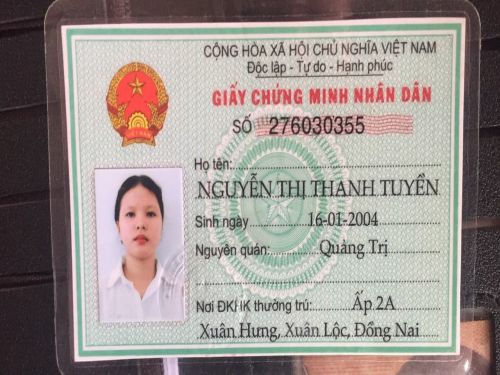 CỘNG HÒA XÃ HỘI CHỦ NGHĨA VIỆT NAM
Độc lập - Tự do - Hạnh phúc
GIẤY CHỨNG MINH NHÂN DÂN
SỐ 276030355
Họ tên:
NGUYỄN THỊ THANH TUYỀN
Sinh ngày 16-01-2004
Nguyên quán: Quảng Trị
Nơi ĐKHK thường trú: Ấp 2A
Xuân Hưng, Xuân Lộc, Đồng Nai
VIỆT NAM